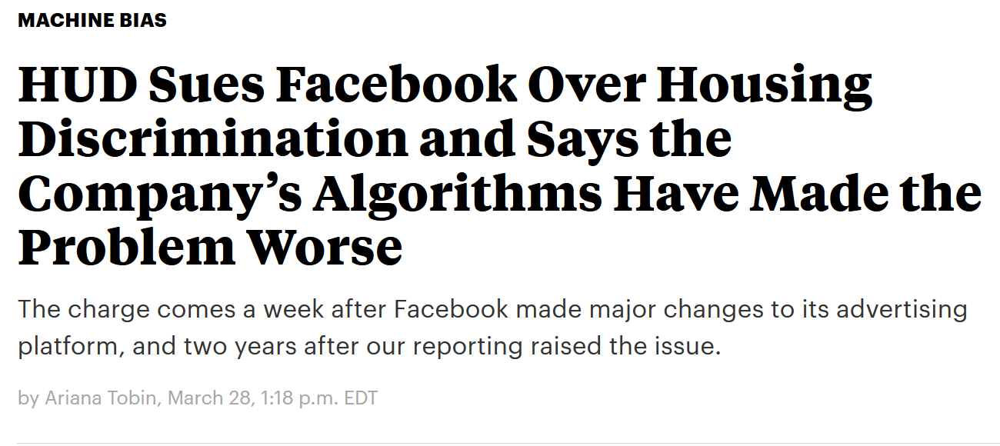 MACHINE BIAS
HUD Sues Facebook Over Housing
Discrimination and Says the
Company’s Algorithms Have Made the
Problem Worse
The charge comes a week after Facebook made major changes to its advertising
platform, and two years after our reporting raised the issue.
by Ariana Tobin, March 28, 1:18 p.m. EDT